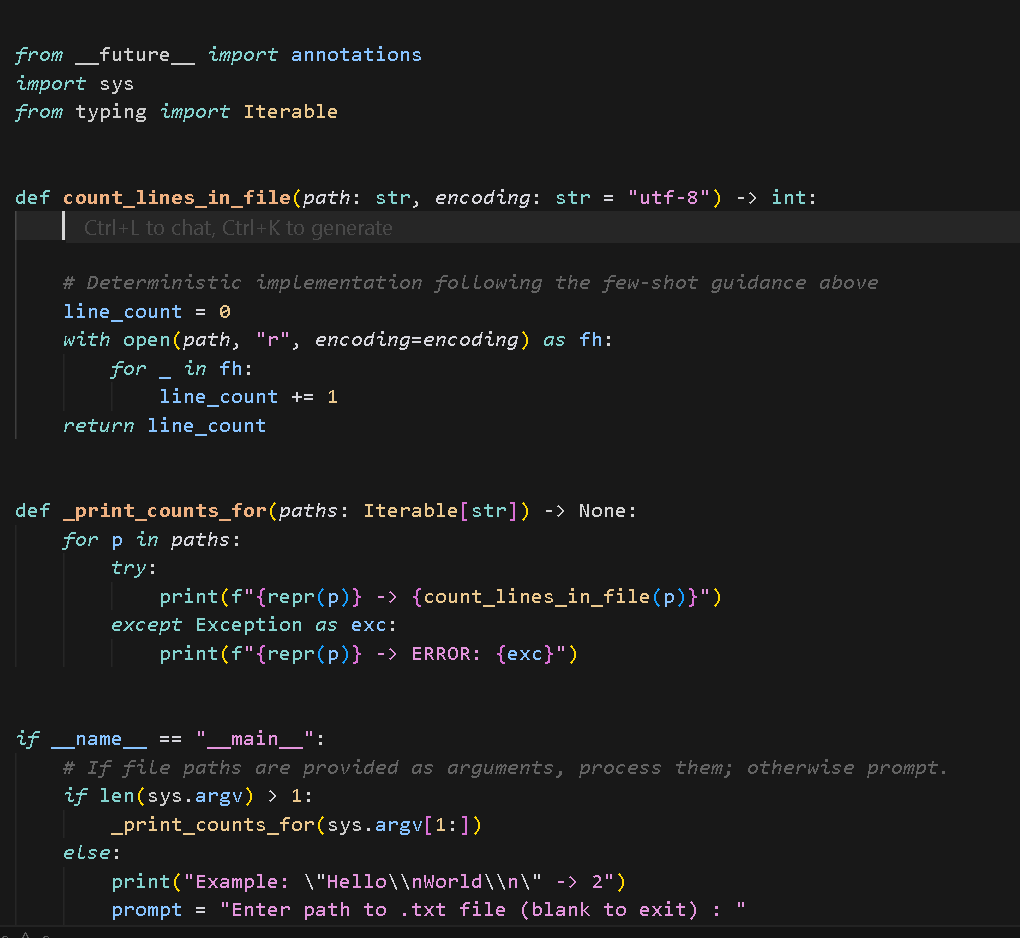 from __future__ import annotations
import sys
from typing import Iterable
def count_lines_in_file(path: str, encoding: str = "utf-8") -> int:
Ctrl+L to chat, Ctrl+K to generate
# Deterministic implementation following the few-shot guidance above
line_count = 0
with open(path, "r", encoding=encoding) as fh:
for _ in fh:
line_count += 1
return line_count
def _print_counts_for(paths: Iterable[str]) -> None:
for p in paths:
try:
print(f"{repr(p)} -> {count_lines_in_file(p)}")
except Exception as exc:
print(f"{repr(p)} -> ERROR: {exc}")
if __name__ == "__main__":
# If file paths are provided as arguments, process them; otherwise prompt.
if len(sys.argv) > 1:
_print_counts_for(sys.argv[1:])
else:
print("Example: \"Hello\\nWorld\\n\" -> 2")
prompt = "Enter path to .txt file (blank to exit) : "